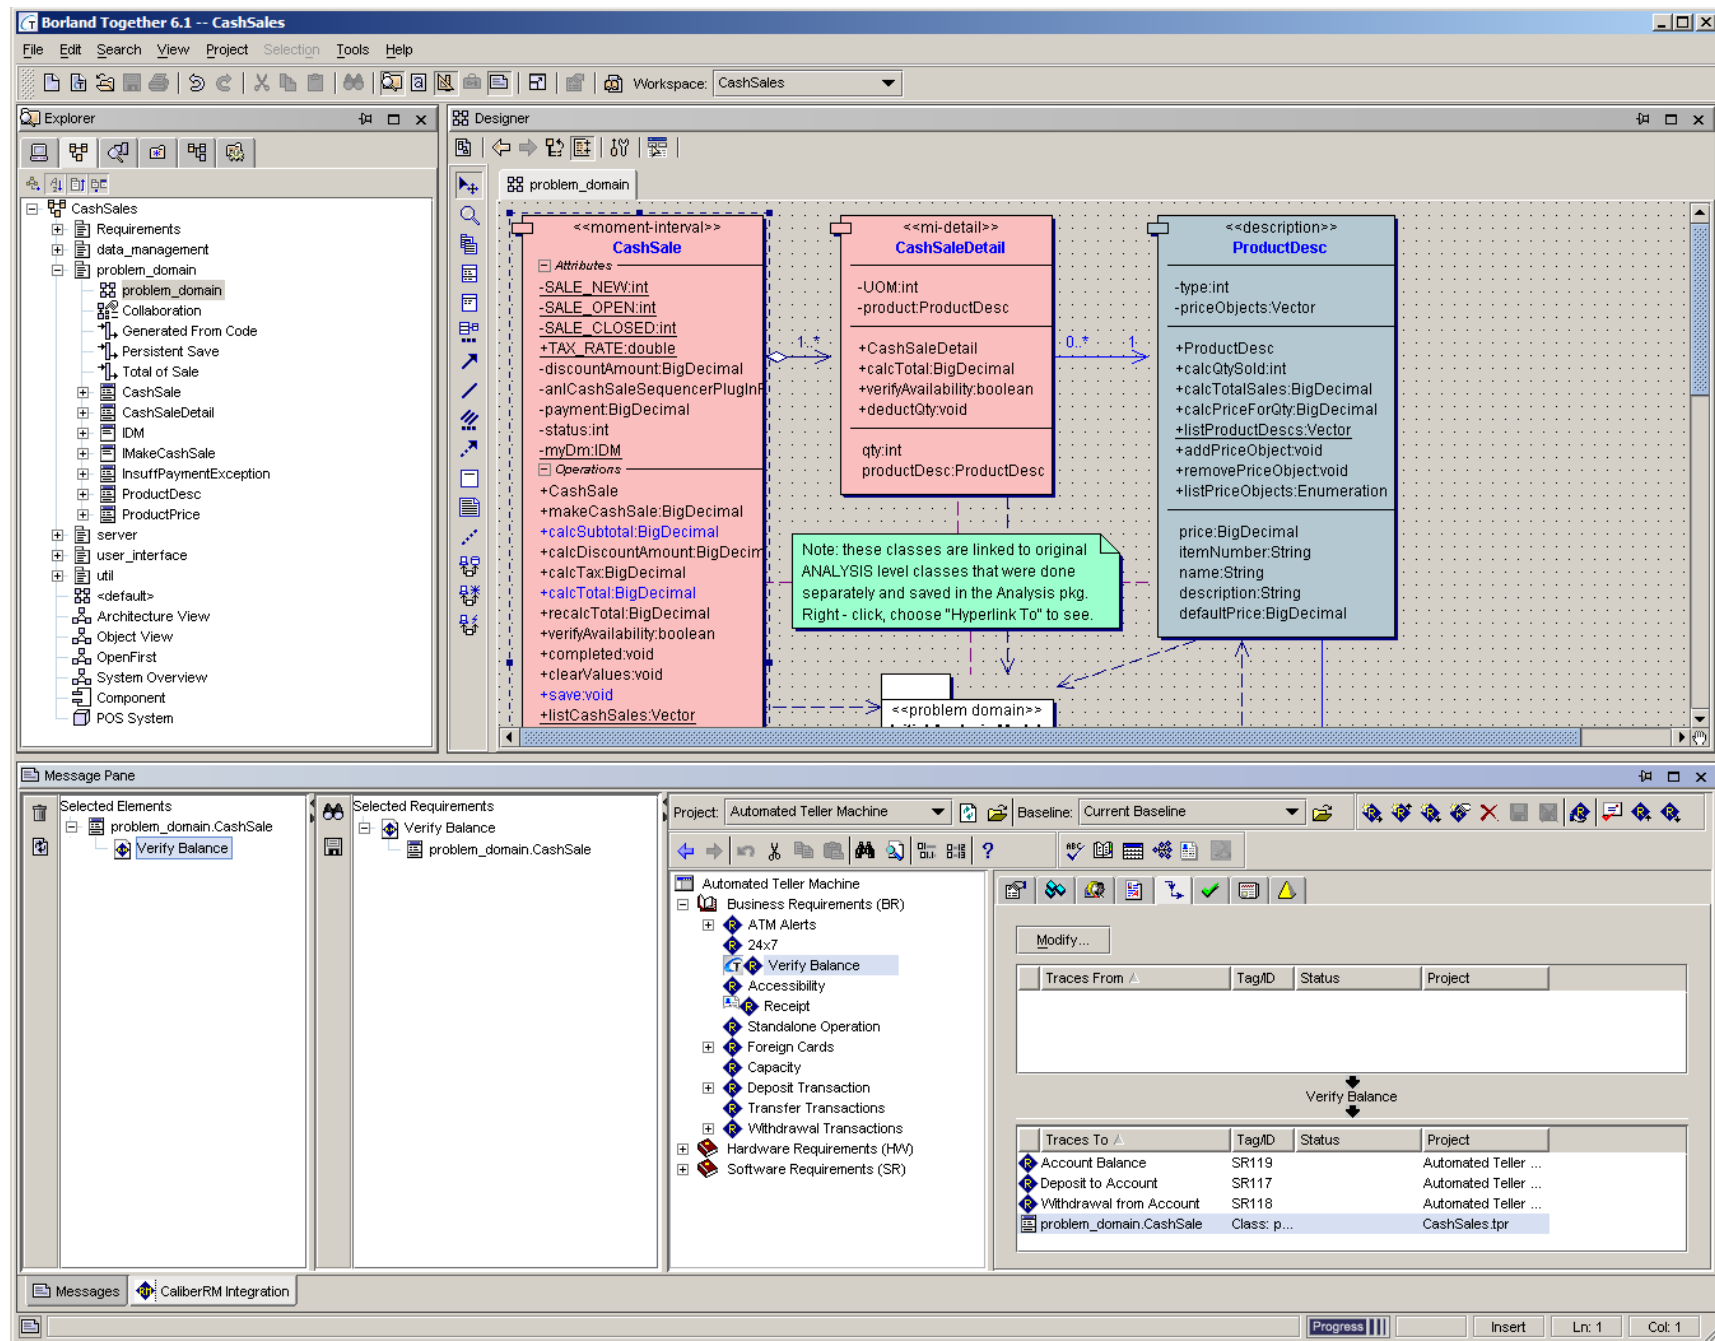 Borland Together 6.1 -- CashSales
File Edit Search View Project Selection Tools Help
Workspace: CashSales
Explorer
CashSales
Requirements
data_management
problem_domain
problem_domain
Collaboration
Generated From Code
Persistent Save
Total of Sale
CashSale
CashSaleDetail
IDM
IMakeCashSale
InsuffPaymentException
ProductDesc
ProductPrice
server
user_interface
util
<default>
Architecture View
Object View
OpenFirst
System Overview
Component
POS System
Designer
problem_domain
<<moment-interval>>
CashSale
Attributes
-SALE_NEW:int
-SALE_OPEN:int
-SALE_CLOSED:int
+TAX_RATE:double
-discountAmount:BigDecimal
-anlCashSaleSequencerPlugInF
-payment:BigDecimal
-status:int
-myDm:IDM
Operations
+CashSale
+makeCashSale:BigDecimal
+calcSubtotal:BigDecimal
+calcDiscountAmount:BigDecim
+calcTax:BigDecimal
+calcTotal:BigDecimal
+recalcTotal:BigDecimal
+verifyAvailability:boolean
+completed:void
+clearValues:void
+save:void
+listCashSales:Vector
1..*
<<mi-detail>>
CashSaleDetail
-UOM:int
-product:ProductDesc
+CashSaleDetail
+calcTotal:BigDecimal
+verifyAvailability:boolean
+deductQty:void
qty:int
productDesc:ProductDesc
0..* 1
<<description>>
ProductDesc
-type:int
-priceObjects:Vector
+ProductDesc
+calcQtySold:int
+calcTotalSales:BigDecimal
+calcPriceForQty:BigDecimal
+listProductDescs:Vector
+addPriceObject:void
+removePriceObject:void
+listPriceObjects:Enumeration
price:BigDecimal
itemNumber:String
name:String
description:String
defaultPrice:BigDecimal
Note: these classes are linked to original
ANALYSIS level classes that were done
separately and saved in the Analysis pkg.
Right - click, choose "Hyperlink To" to see.
<<problem domain>>
Message Pane
Selected Elements
problem_domain.CashSale
Verify Balance
Selected Requirements
Verify Balance
problem_domain.CashSale
Project: Automated Teller Machine
Baseline: Current Baseline
Automated Teller Machine
Business Requirements (BR)
ATM Alerts
24x7
Verify Balance
Accessibility
Receipt
Standalone Operation
Foreign Cards
Capacity
Deposit Transaction
Transfer Transactions
Withdrawal Transactions
Hardware Requirements (HW)
Software Requirements (SR)
Modify...
Traces From Tag/ID Status Project
Verify Balance
Traces To Tag/ID Status Project
Account Balance SR119 Automated Teller ...
Deposit to Account SR117 Automated Teller ...
Withdrawal from Account SR118 Automated Teller ...
problem_domain.CashSale Class: p... CashSales.tpr
Messages
CaliberRM Integration
Progress Insert Ln: 1 Col: 1